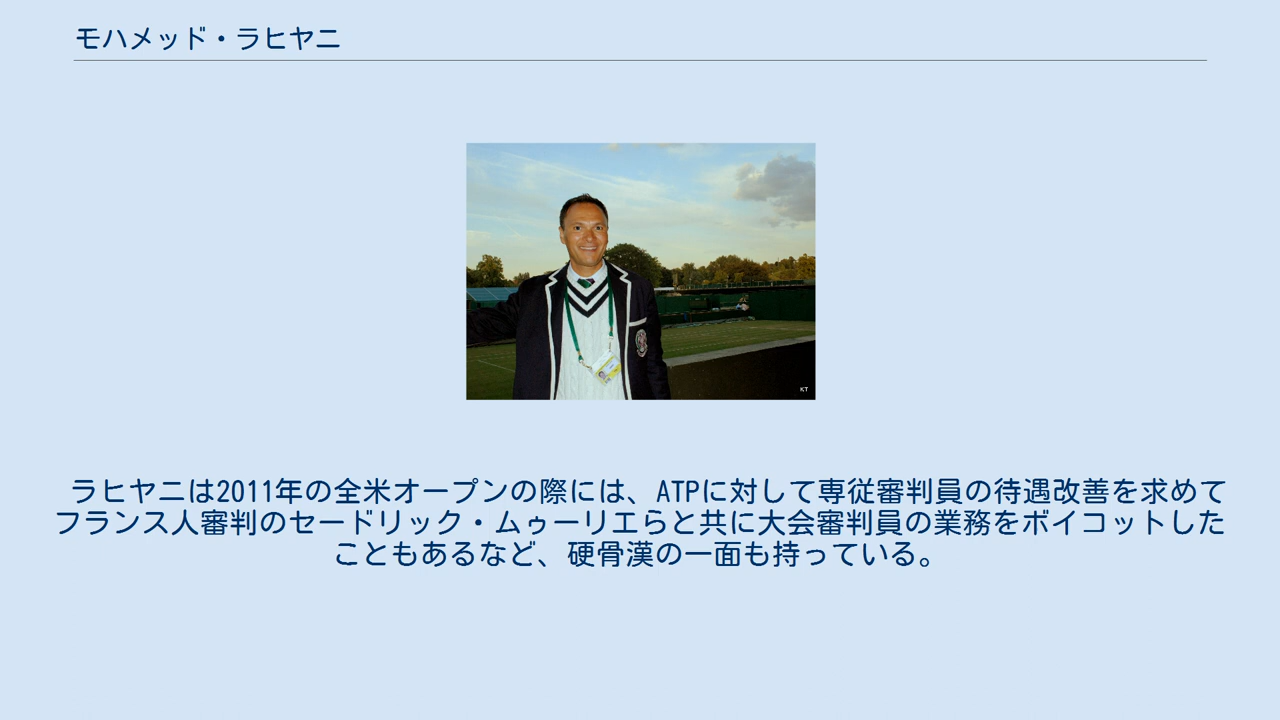 モハメッド・ラヒヤニ
KT
ラヒヤニは2011年の全米オープンの際には、ATPに対して専従審判員の待遇改善を求めて
フランス人審判のセードリック・ムゥーリエらと共に大会審判員の業務をボイコットした
こともあるなど、硬骨漢の一面も持っている。